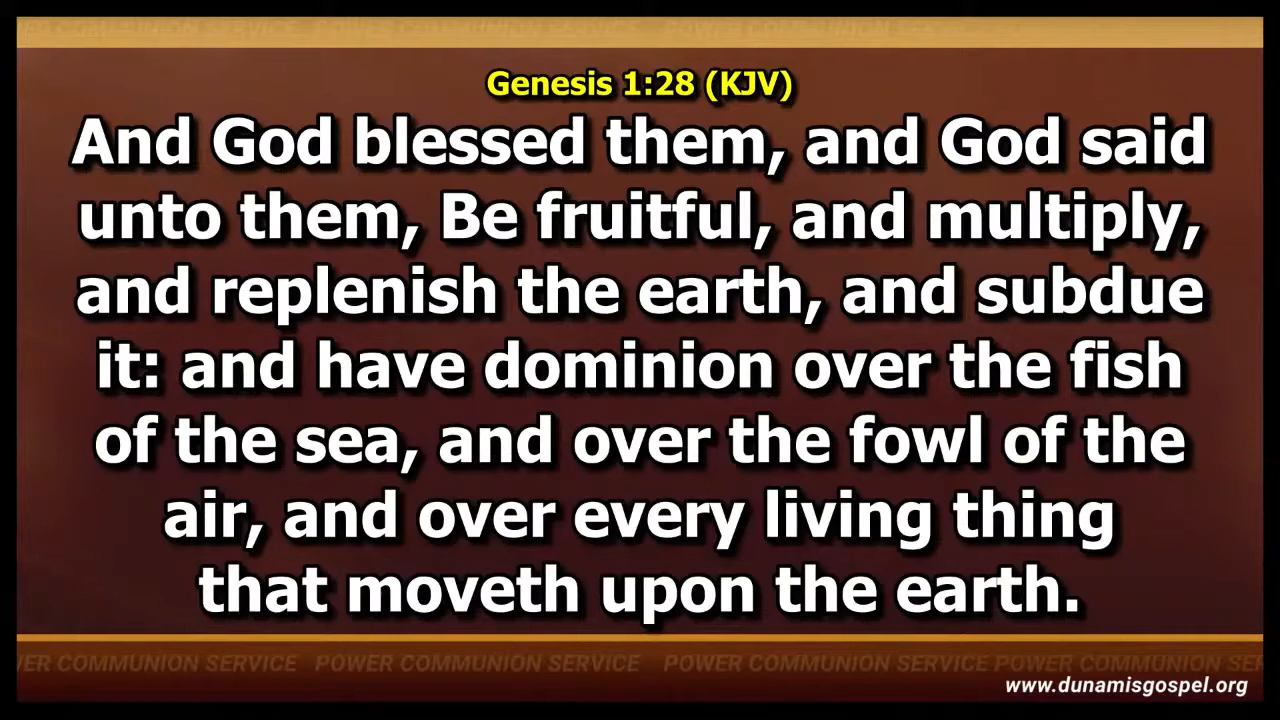 Genesis 1:28 (KJV)
And God blessed them, and God said
unto them, Be fruitful, and multiply,
and replenish the earth, and subdue
it: and have dominion over the fish
of the sea, and over the fowl of the
air, and over every living thing
that moveth upon the earth.
WER COMMUNION SERVICE POWER COMMUNION SERVICE POWER COMMUNION SERVICE POWER COMMUNION SER
www.dunamisgospel.org